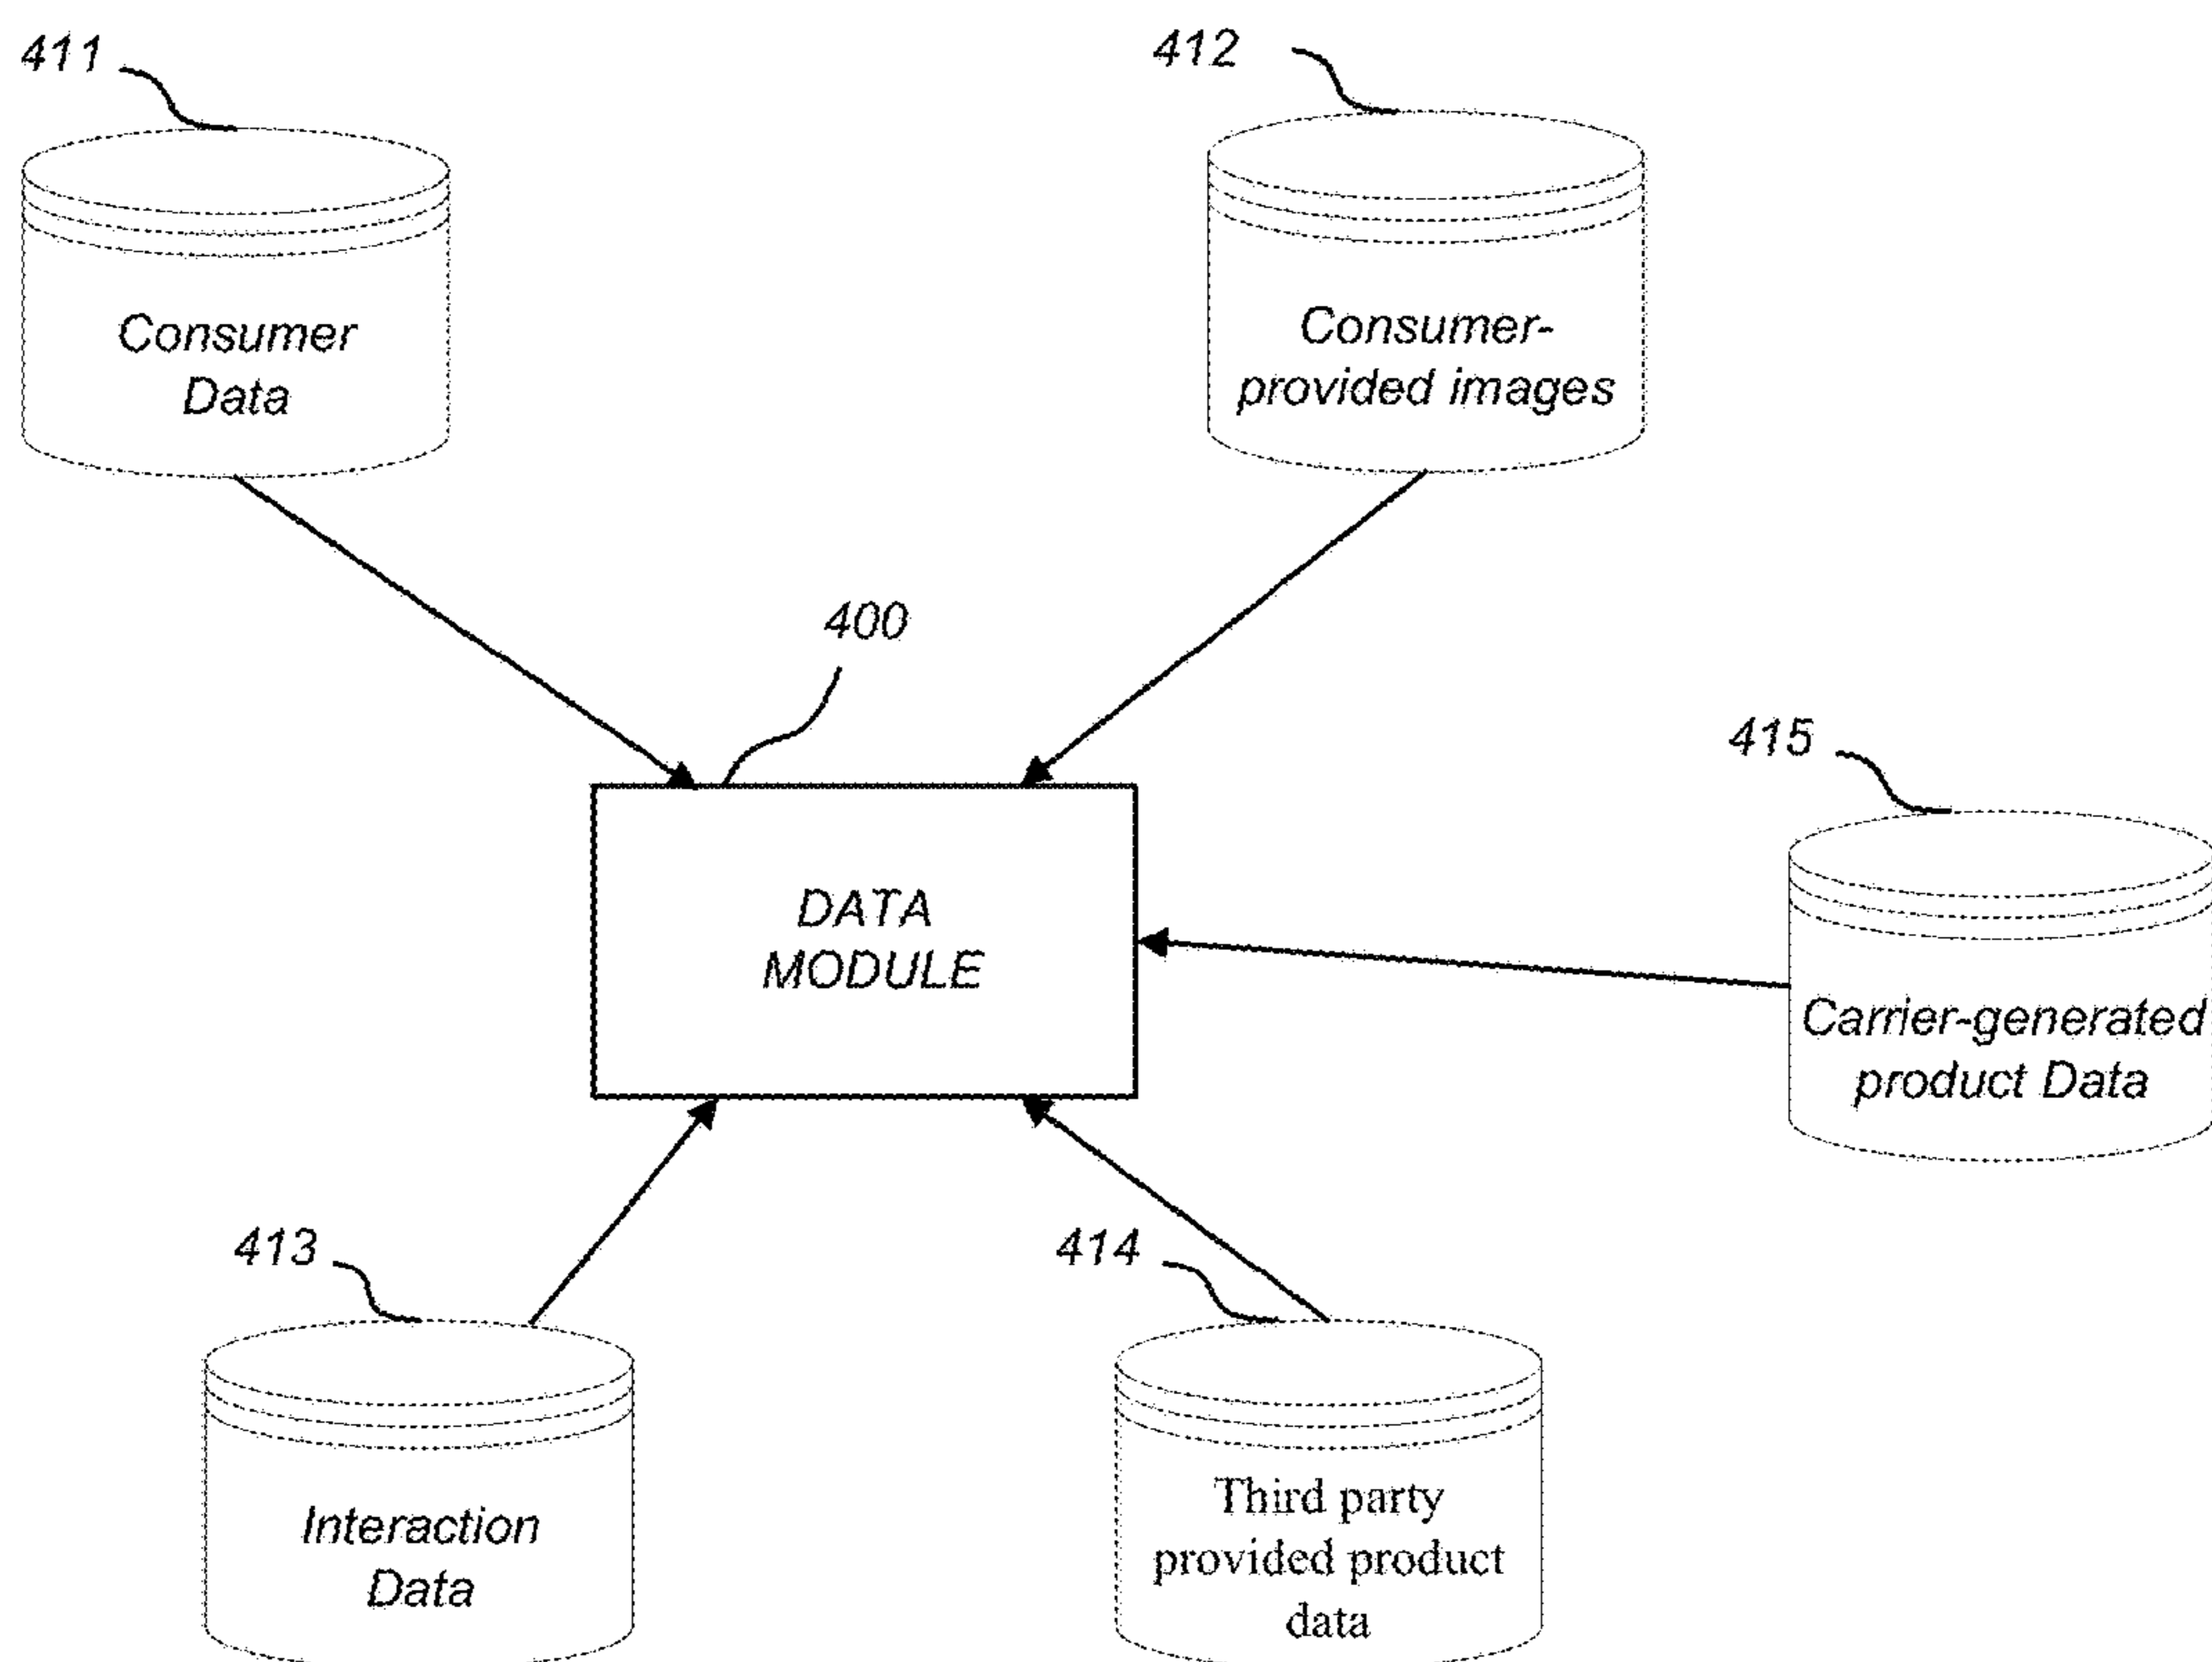 411
412
Consumer
Data
Consumer-
provided images
400
415
DATA
MODULE
Carrier-generated
product Data
413
414
Interaction
Data
Third party
provided product
data